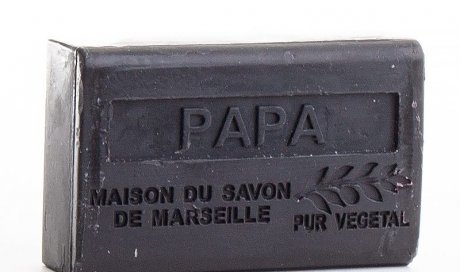 PAPA
MAISON DU SAVON
DE MARSEILLE
PUR VEGETAL